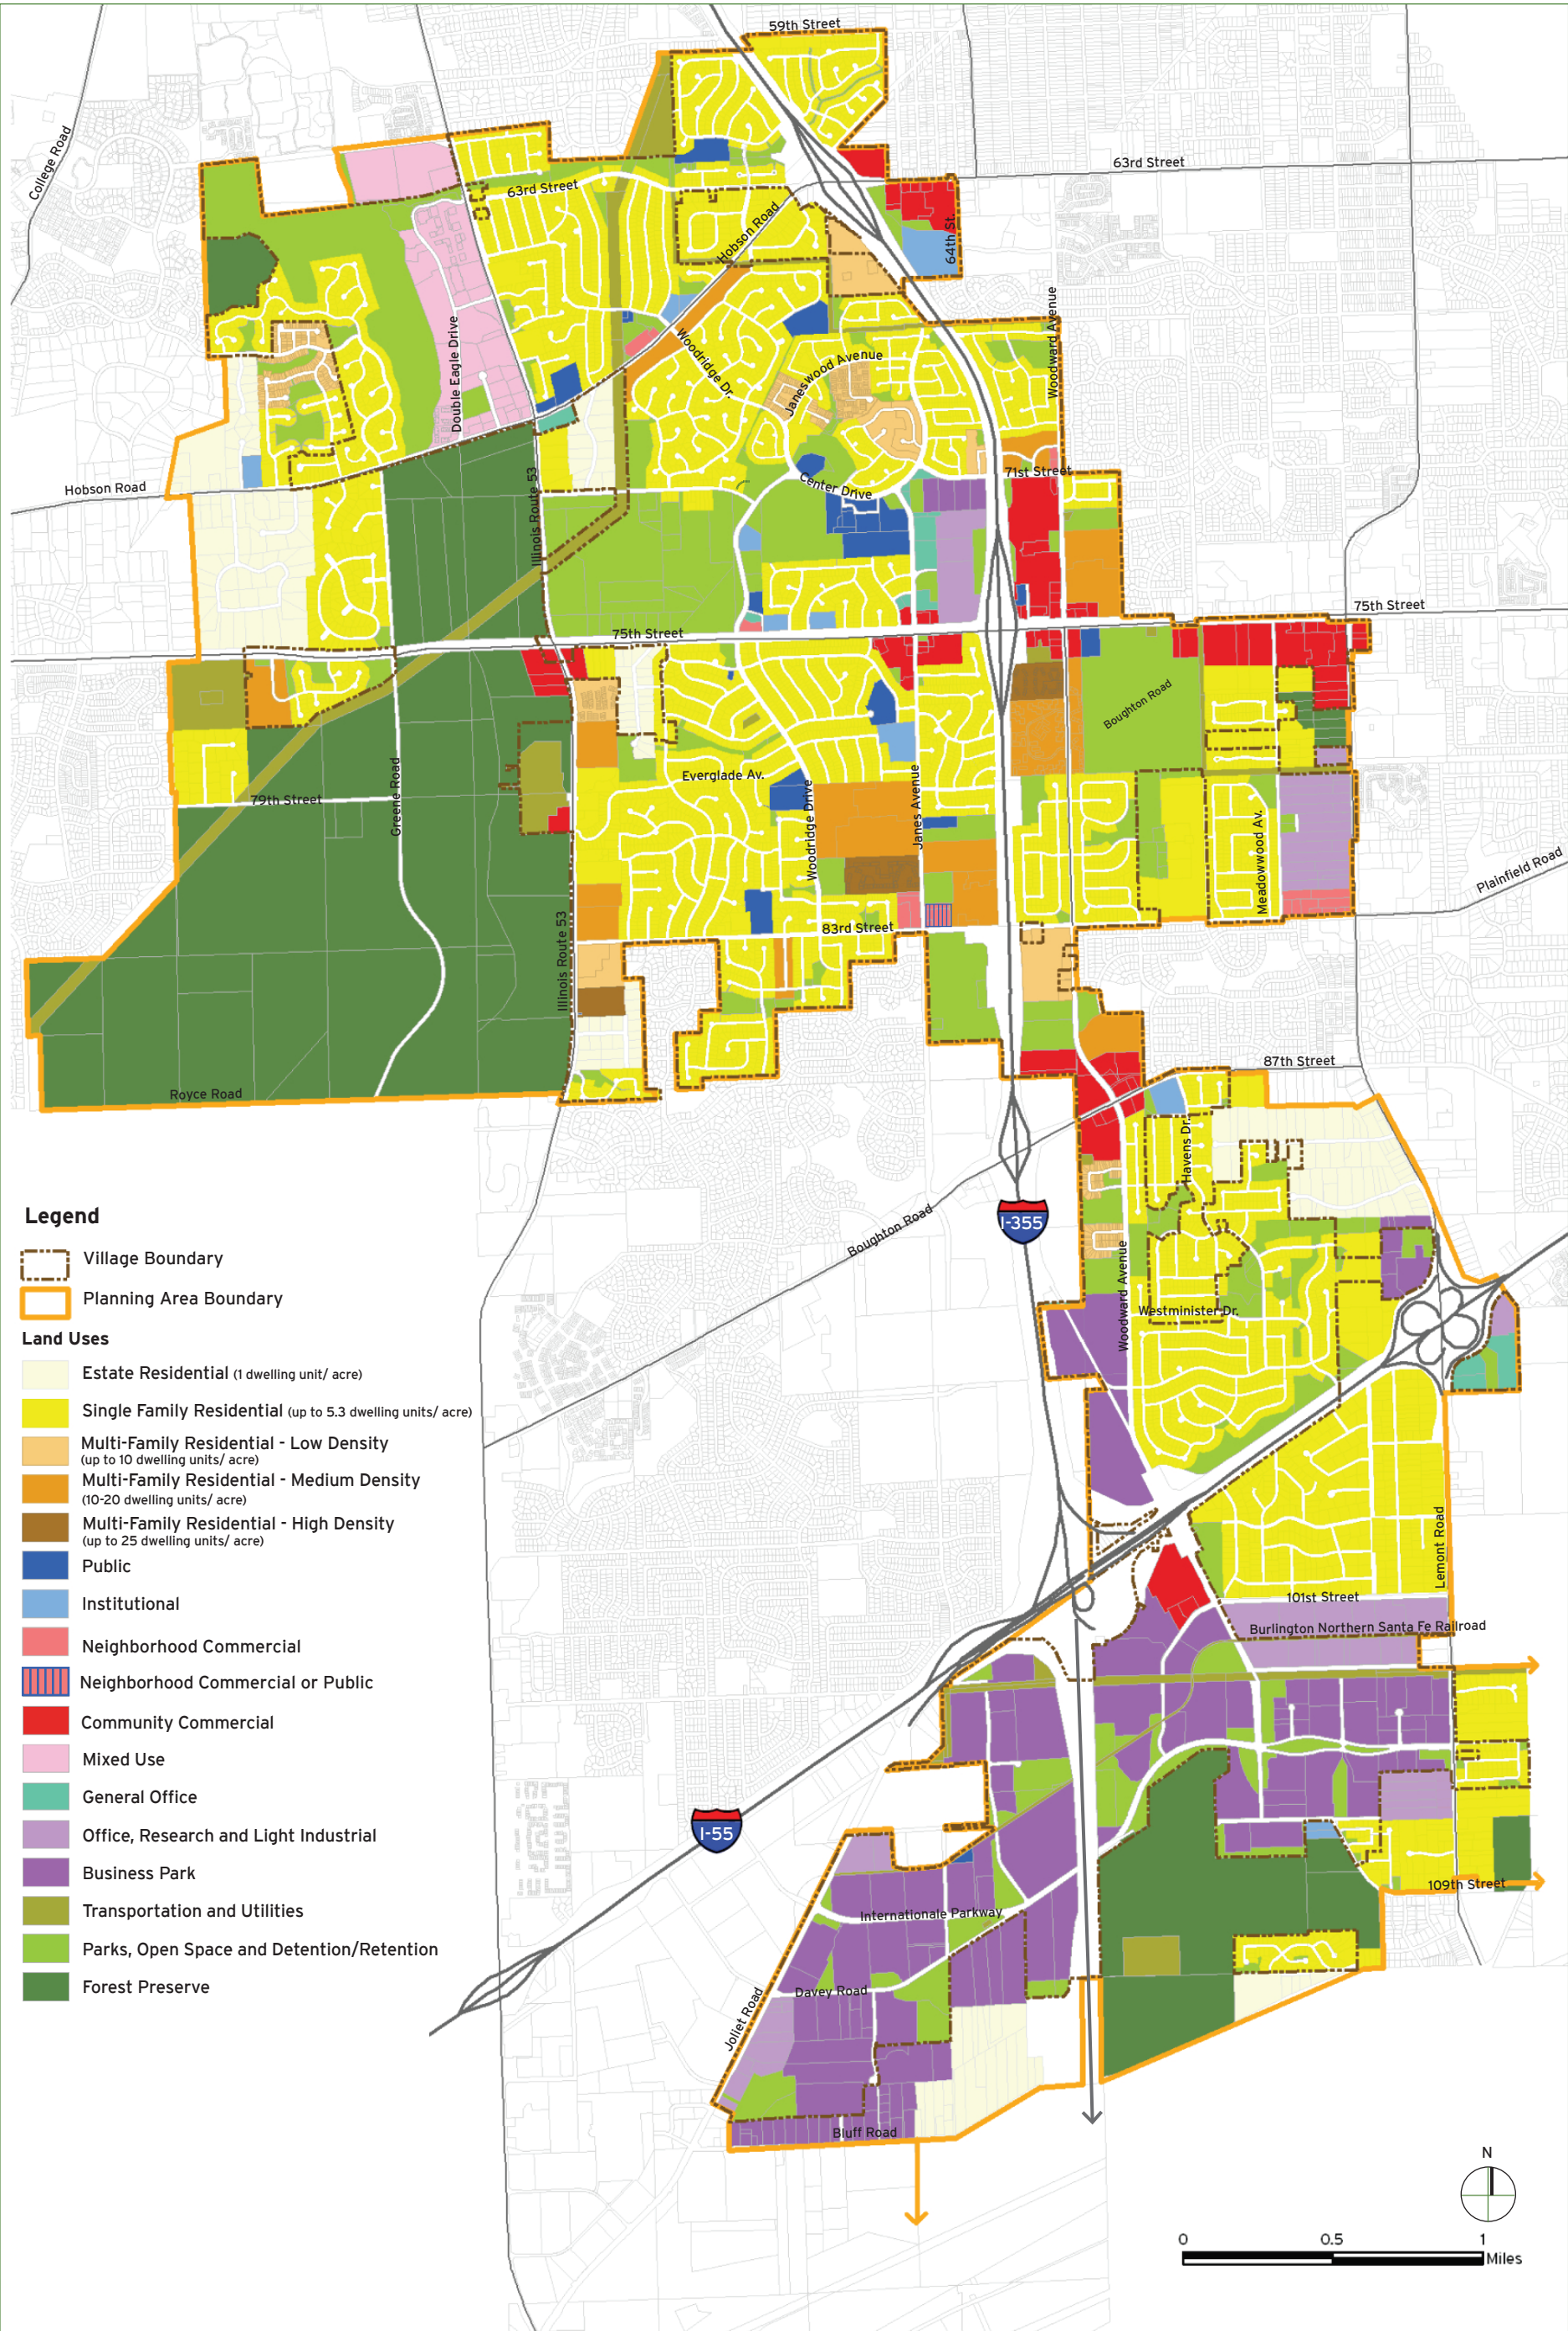 59th Street
63rd Street
College Road
63rd Street
64th St.
Hobson Road
Woodward Avenue
Double Eagle Drive
Woodridge Dr.
Janeswood Avenue
71st Street
Center Drive
Hobson Road
Illinois Route 53
75th Street
75th Street
Boughton Road
Everglade Av.
79th Street
Greene Road
Woodridge Drive
Janes Avenue
Meadowwood Av.
Plainfield Road
83rd Street
Illinois Route 53
87th Street
Royce Road
Havens Dr.
Boughton Road
I-355
Woodward Avenue
Westminister Dr.
Lemont Road
101st Street
Burlington Northern Santa Fe Railroad
I-55
109th Street
Internationale Parkway
Davey Road
Joliet Road
Bluff Road
Legend
Village Boundary
Planning Area Boundary
Land Uses
Estate Residential (1 dwelling unit/ acre)
Single Family Residential (up to 5.3 dwelling units/ acre)
Multi-Family Residential - Low Density
(up to 10 dwelling units/ acre)
Multi-Family Residential - Medium Density
(10-20 dwelling units/ acre)
Multi-Family Residential - High Density
(up to 25 dwelling units/ acre)
Public
Institutional
Neighborhood Commercial
Neighborhood Commercial or Public
Community Commercial
Mixed Use
General Office
Office, Research and Light Industrial
Business Park
Transportation and Utilities
Parks, Open Space and Detention/Retention
Forest Preserve
N
0 0.5 1
Miles